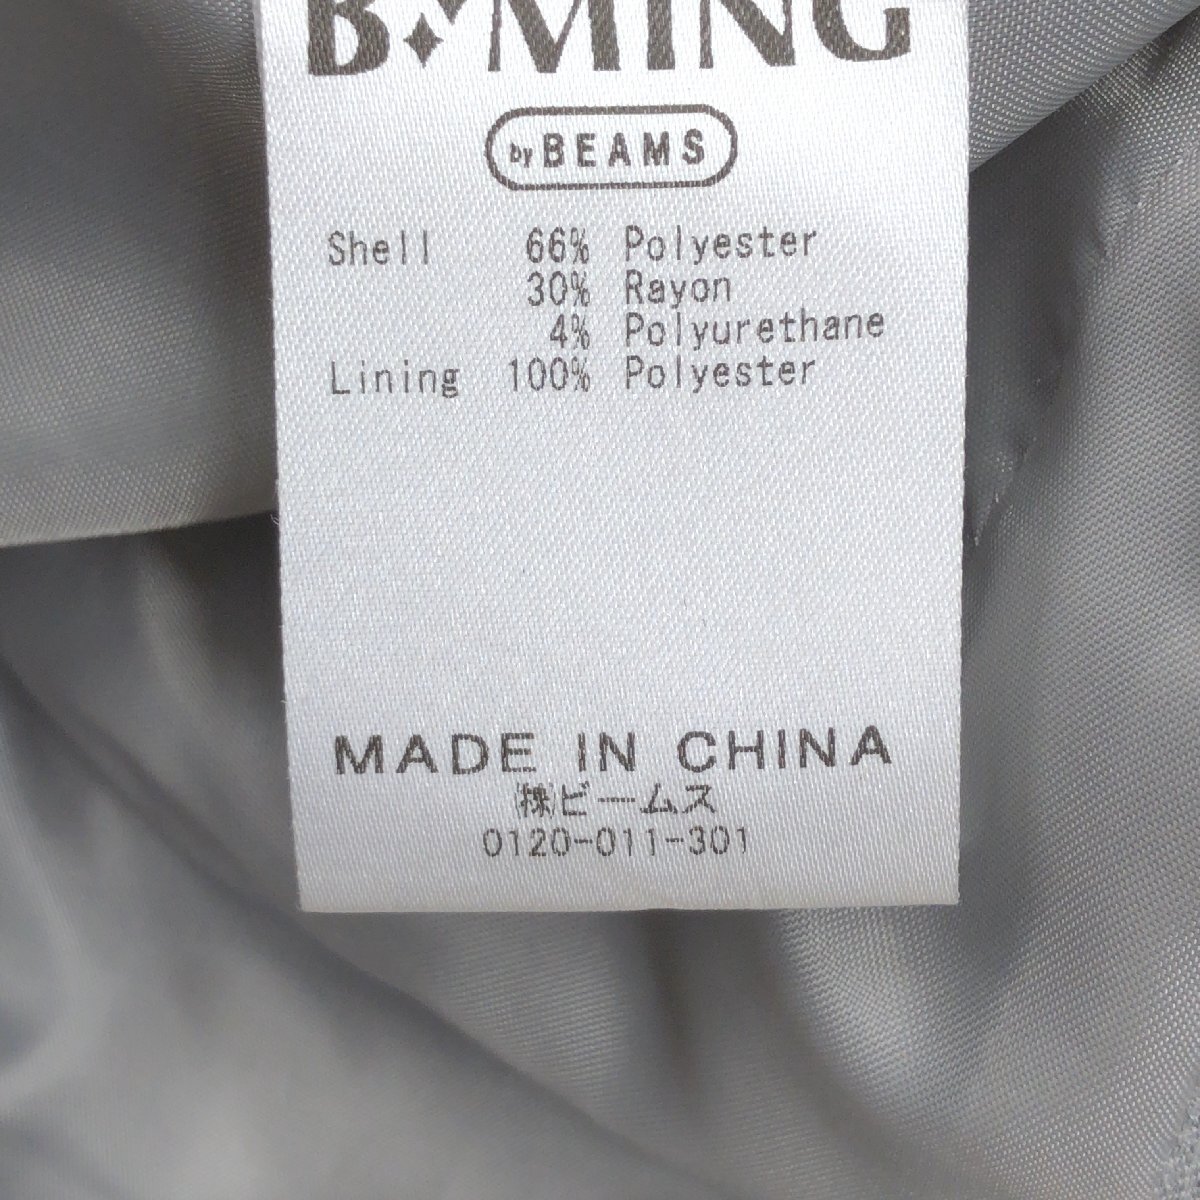 B MING
by BEAMS
Shell 66% Polyester
30% Rayon
4% Polyurethane
Lining 100% Polyester
MADE IN CHINA
㈱ビームス
0120-011-301